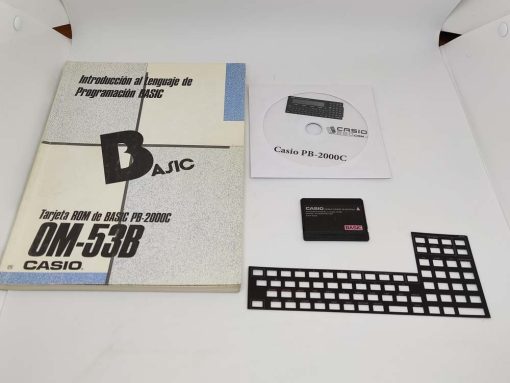 Introducción al Lenguaje de
Programación BASIC
BASIC
Tarjeta ROM de BASIC PB-2000C
OM-53B
CASIO
CASIO
Casio PB-2000C
CASIO
BASIC